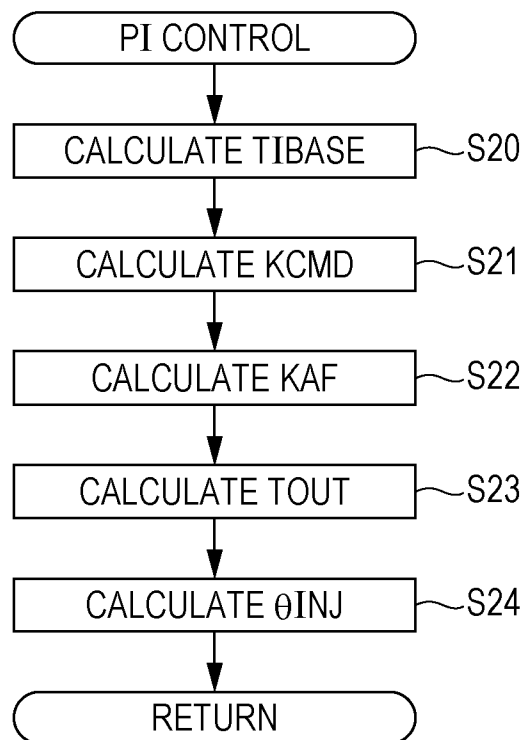 PI CONTROL
CALCULATE TIBASE
S20
CALCULATE KCMD
S21
CALCULATE KAF
S22
CALCULATE TOUT
S23
CALCULATE θINJ
S24
RETURN